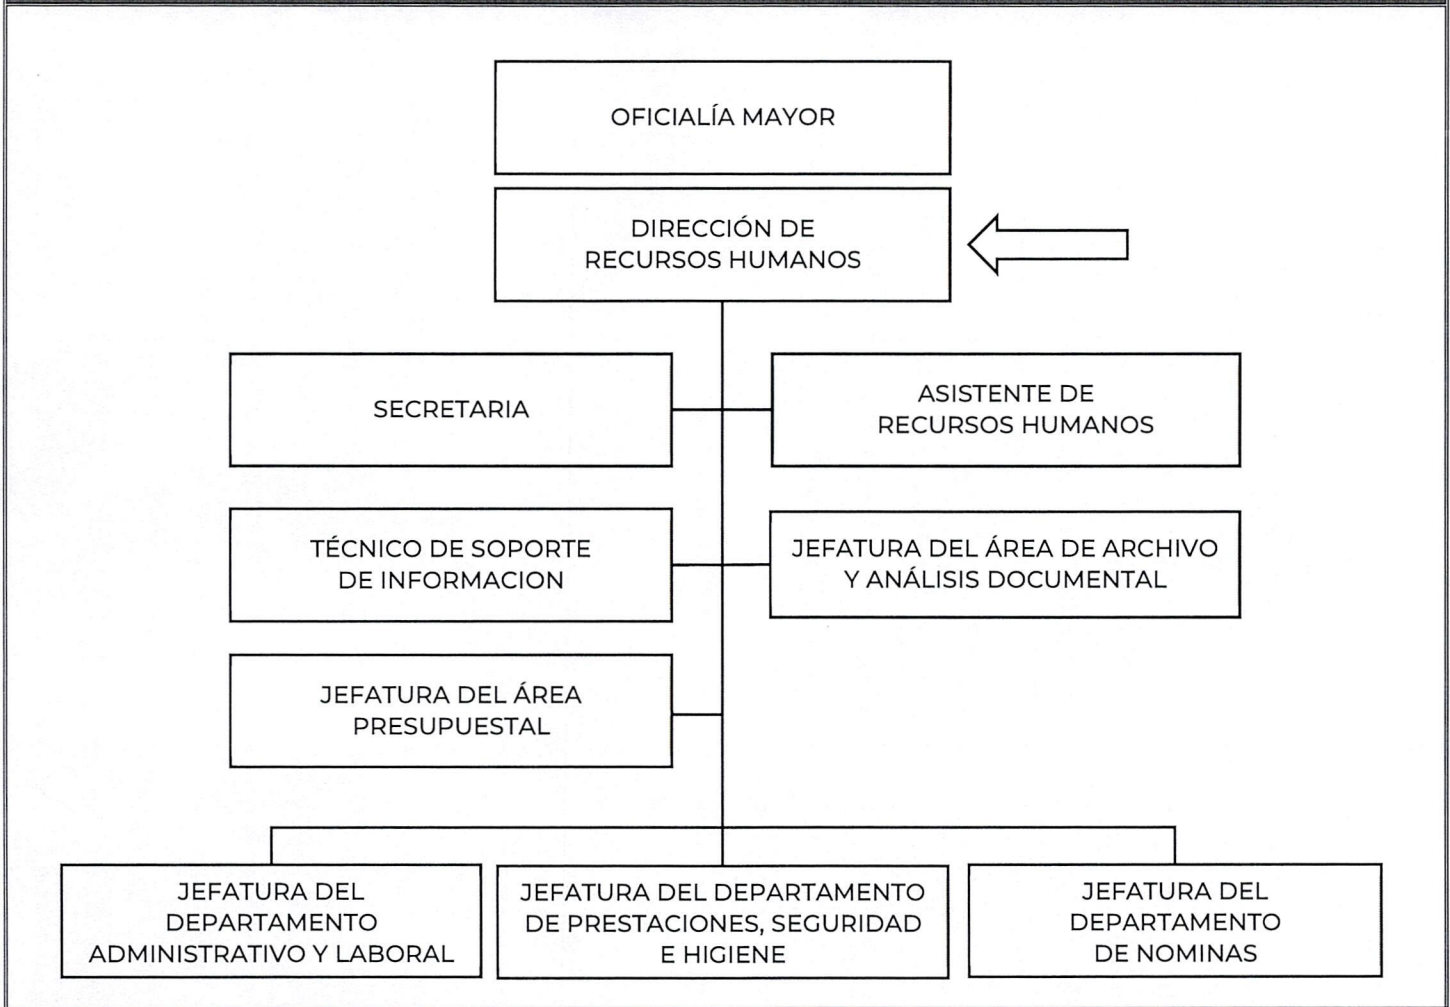 OFICIALÍA MAYOR
DIRECCIÓN DE
RECURSOS HUMANOS
SECRETARIA
ASISTENTE DE
RECURSOS HUMANOS
TÉCNICO DE SOPORTE
DE INFORMACION
JEFATURA DEL ÁREA DE ARCHIVO
Y ANÁLISIS DOCUMENTAL
JEFATURA DEL ÁREA
PRESUPUESTAL
JEFATURA DEL
DEPARTAMENTO
ADMINISTRATIVO Y LABORAL
JEFATURA DEL DEPARTAMENTO
DE PRESTACIONES, SEGURIDAD
E HIGIENE
JEFATURA DEL
DEPARTAMENTO
DE NOMINAS